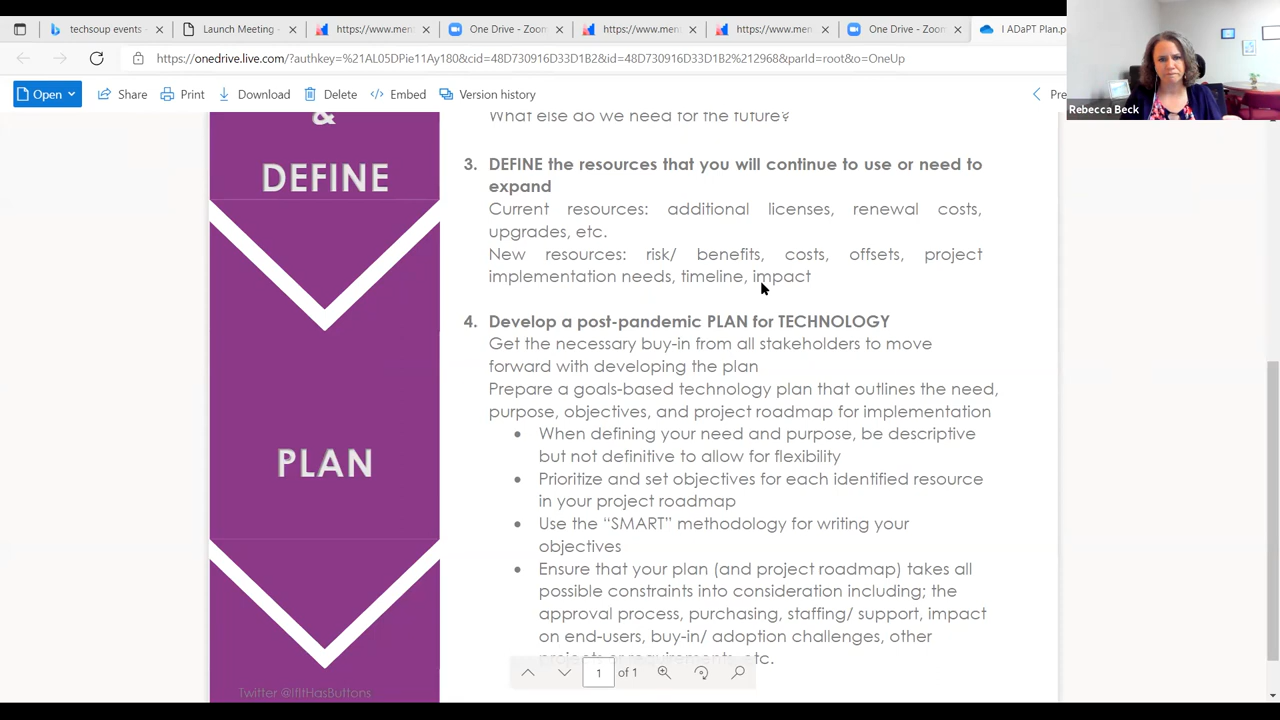 techsoup events
Launch Meeting -
https://www.men
One Drive - Zoom
https://www.men
https://www.men
One Drive - Zoom
I ADaPT Plan.p
https://onedrive.live.com/?authkey=%21AL05DPie11Ay180&cid=48D730916D33D1B2&id=48D730916D33D1B2%212968&parId=root&o=OneUp
Open
Share
Print
Download
Delete
Embed
Version history
Pre
Rebecca Beck
&
DEFINE
What else do we need for the future?
3. DEFINE the resources that you will continue to use or need to
expand
Current resources: additional licenses, renewal costs,
upgrades, etc.
New resources: risk/ benefits, costs, offsets, project
implementation needs, timeline, impact
PLAN
4. Develop a post-pandemic PLAN for TECHNOLOGY
Get the necessary buy-in from all stakeholders to move
forward with developing the plan
Prepare a goals-based technology plan that outlines the need,
purpose, objectives, and project roadmap for implementation
• When defining your need and purpose, be descriptive
but not definitive to allow for flexibility
• Prioritize and set objectives for each identified resource
in your project roadmap
• Use the “SMART” methodology for writing your
objectives
• Ensure that your plan (and project roadmap) takes all
possible constraints into consideration including; the
approval process, purchasing, staffing/ support, impact
on end-users, buy-in/ adoption challenges, other
projects or requirements, etc.
1 of 1
Twitter @IfItHasButtons